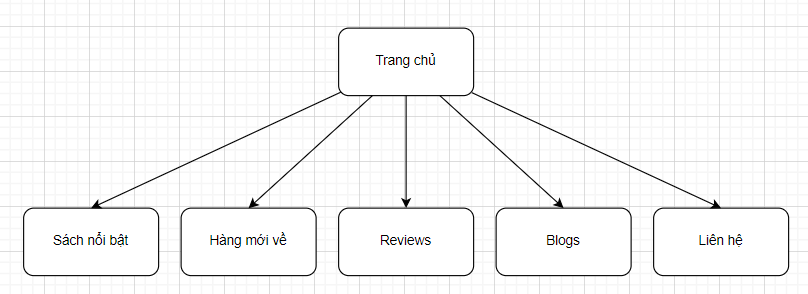 Trang chủ
Sách nổi bật
Hàng mới về
Reviews
Blogs
Liên hệ